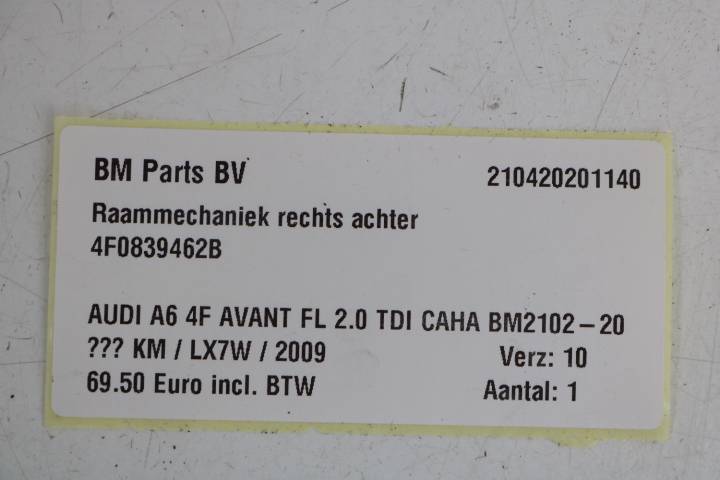 BM Parts BV 210420201140
Raammechaniek rechts achter
4F0839462B
AUDI A6 4F AVANT FL 2.0 TDI CAHA BM2102-20
??? KM / LX7W / 2009 Verz: 10
69.50 Euro incl. BTW Aantal: 1